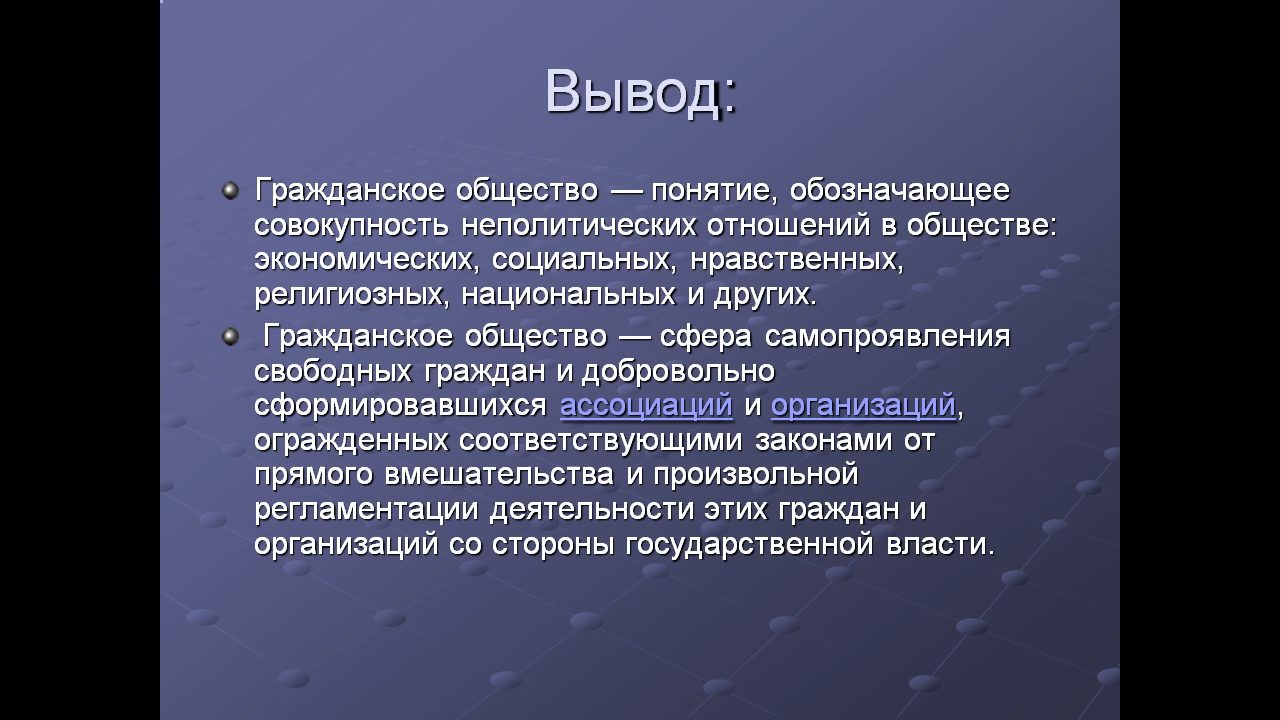 Вывод:
Гражданское общество — понятие, обозначающее
совокупность неполитических отношений в обществе:
экономических, социальных, нравственных,
религиозных, национальных и других.
Гражданское общество — сфера самопроявления
свободных граждан и добровольно
сформировавшихся ассоциаций и организаций,
огражденных соответствующими законами от
прямого вмешательства и произвольной
регламентации деятельности этих граждан и
организаций со стороны государственной власти.